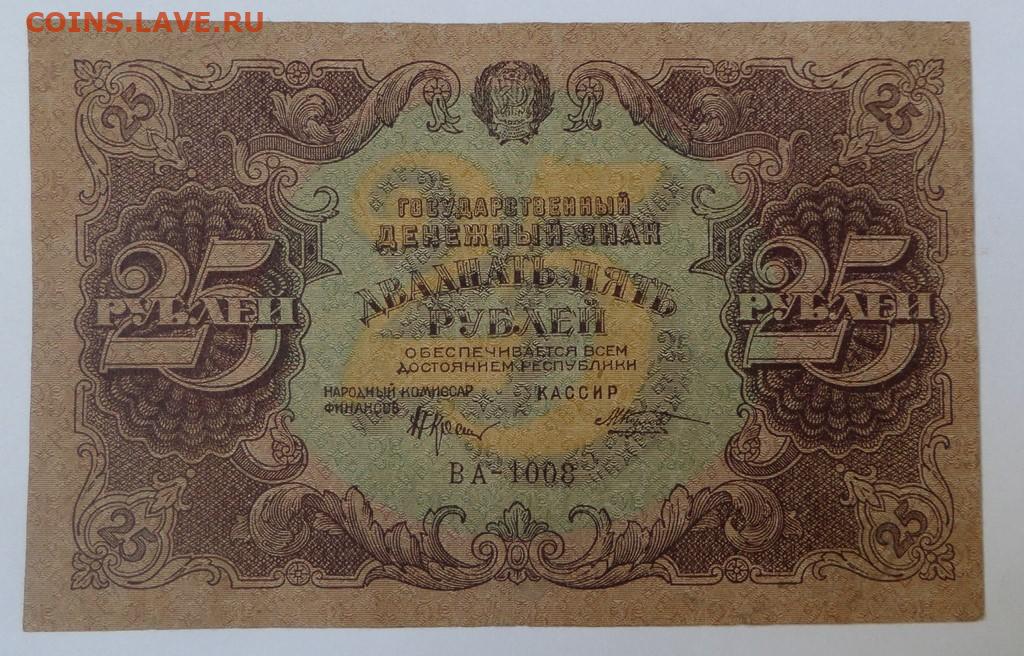 COINS.LAVE.RU
25 25
25
ГОСУДАРСТВЕННЫЙ
ДЕНЕЖНЫЙ ЗНАК
ДВАДЦАТЬ ПЯТЬ
РУБЛЕЙ
25 РУБЛЕЙ
25 РУБЛЕЙ
ОБЕСПЕЧИВАЕТСЯ ВСЕМ
ДОСТОЯНИЕМ РЕСПУБЛИКИ
НАРОДНЫЙ КОМИССАР
ФИНАНСОВ
КАССИР
ВА-1008
25 25